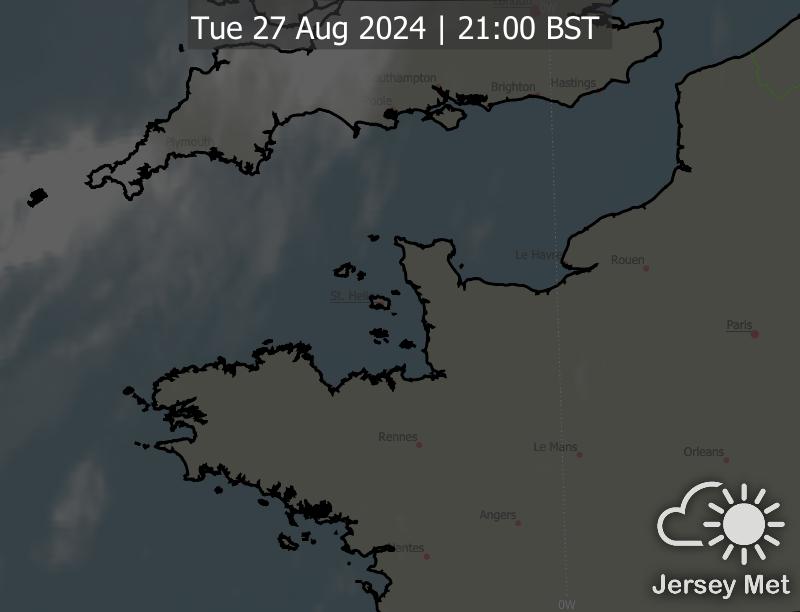 London
Tue 27 Aug 2024 | 21:00 BST
Southampton
Brighton
Hastings
Poole
Plymouth
Le Havre
Rouen
St. Helier
Paris
Rennes
Le Mans
Orleans
Angers
Nantes
Jersey Met
0W